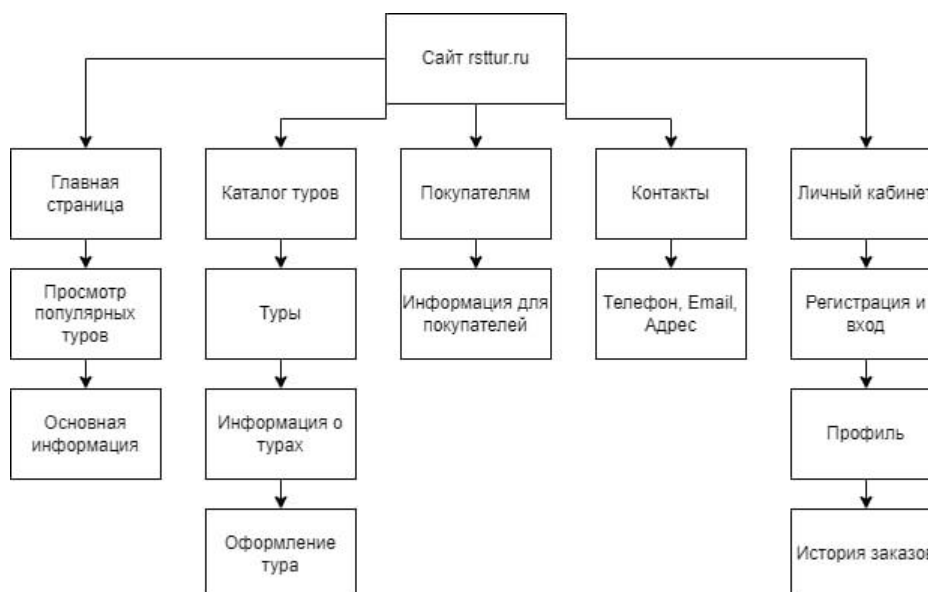 Сайт rsttur.ru
Главная
страница
Каталог туров
Покупателям
Контакты
Личный кабинет
Просмотр
популярных
туров
Туры
Информация для
покупателей
Телефон, Email,
Адрес
Регистрация и
вход
Основная
информация
Информация о
турах
Профиль
Оформление
тура
История заказов